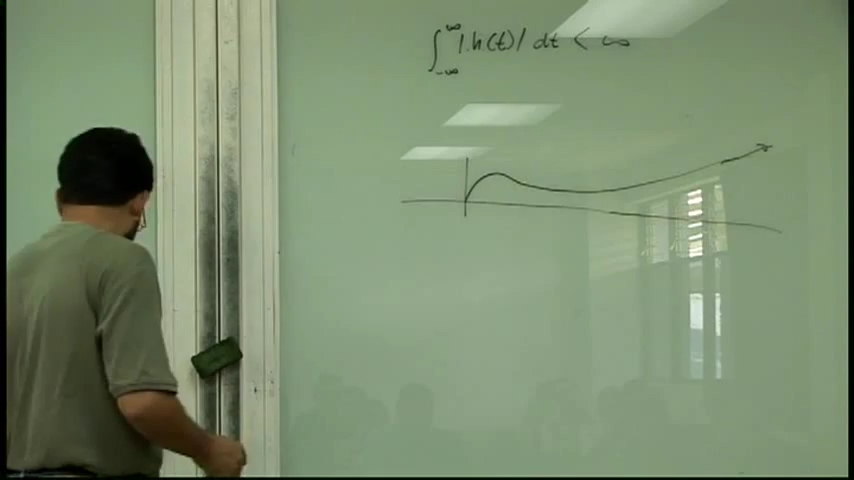 ∫_{-∞}^{∞} |h(t)| dt < ∞